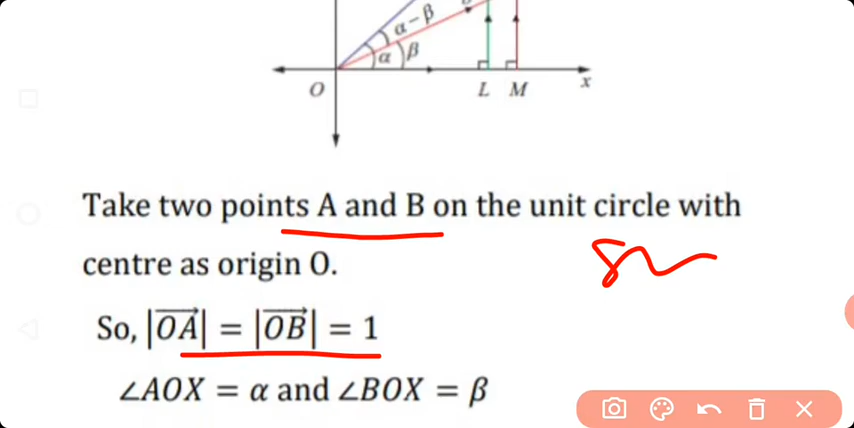 α − β
α β
O L M x
Take two points A and B on the unit circle with
centre as origin O.
So, |OA⃗| = |OB⃗| = 1
∠AOX = α and ∠BOX = β